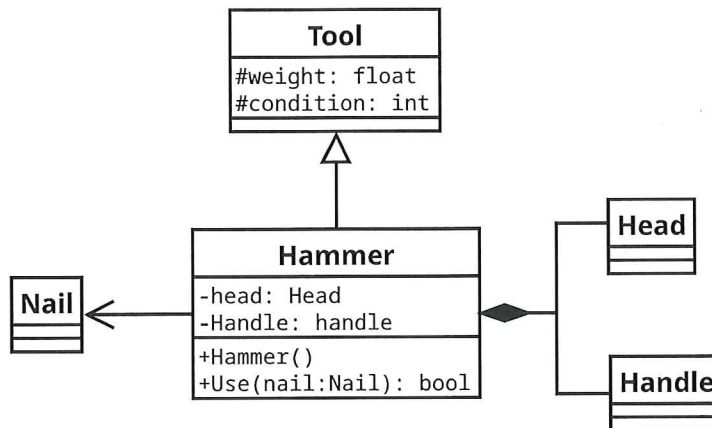 Tool
#weight: float
#condition: int
Hammer
-head: Head
-Handle: handle
+Hammer()
+Use(nail:Nail): bool
Nail
Head
Handle